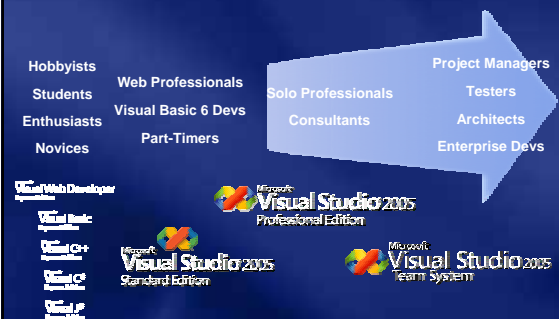 Hobbyists
Students
Enthusiasts
Novices
Web Professionals
Visual Basic 6 Devs
Part-Timers
Solo Professionals
Consultants
Project Managers
Testers
Architects
Enterprise Devs
Visual Web Developer
Visual Basic
Visual C++
Visual C#
Visual J#
Microsoft
Visual Studio 2005
Standard Edition
Microsoft
Visual Studio 2005
Professional Edition
Microsoft
Visual Studio 2005
Team System